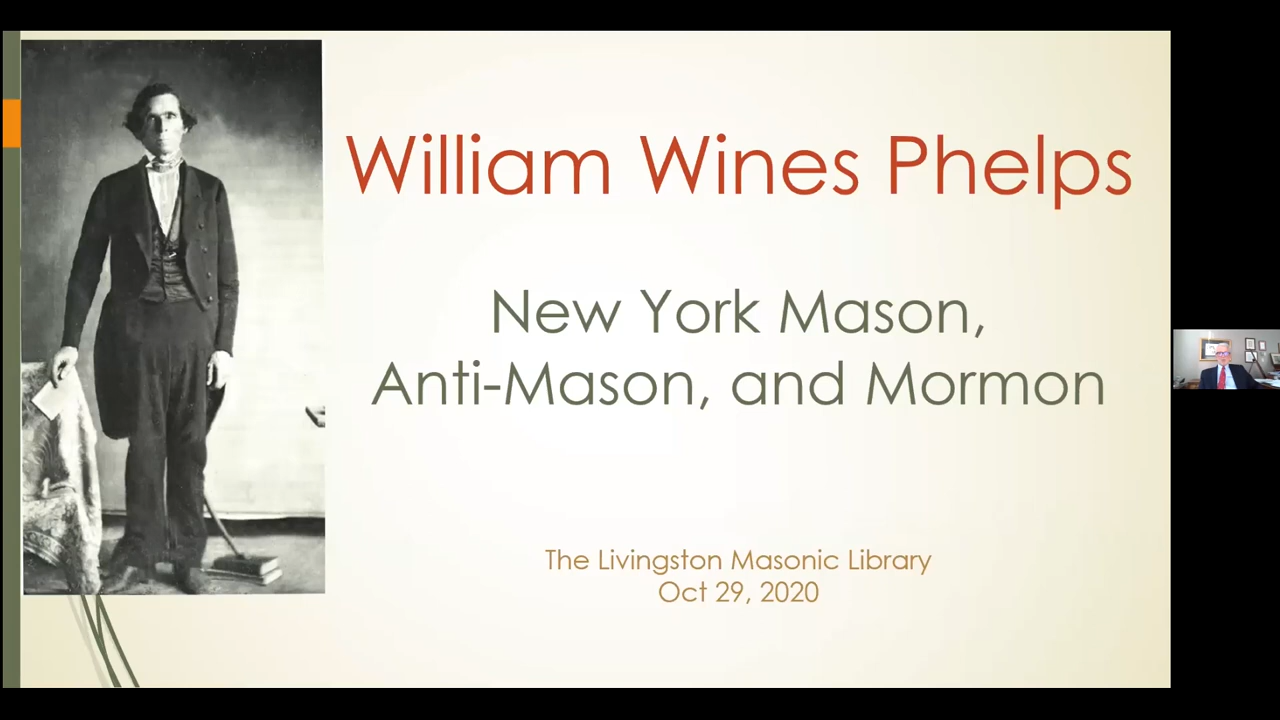 William Wines Phelps
New York Mason,
Anti-Mason, and Mormon
The Livingston Masonic Library
Oct 29, 2020